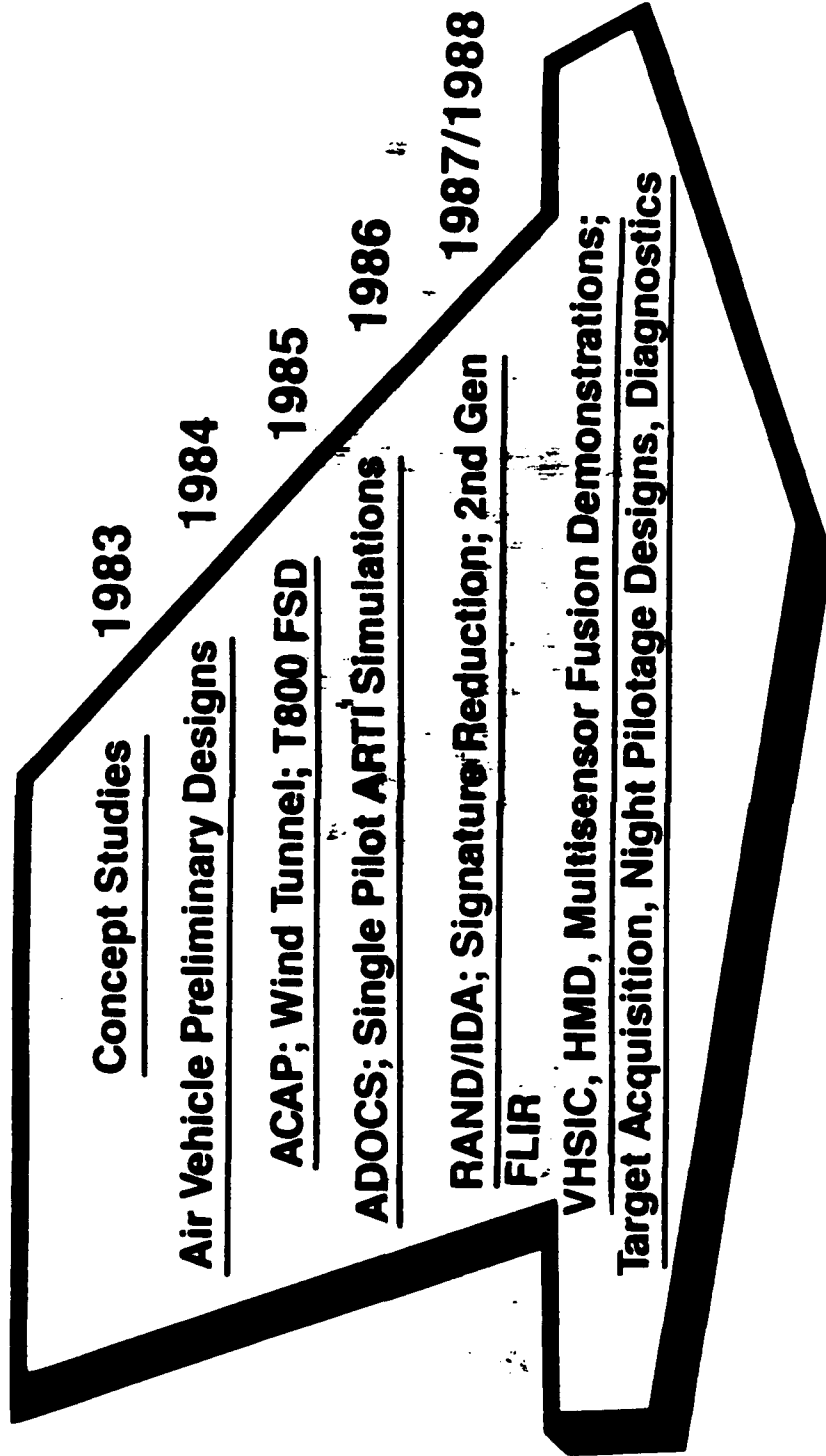 Concept Studies 1983
Air Vehicle Preliminary Designs 1984
ACAP; Wind Tunnel; T800 FSD 1985
ADOCS; Single Pilot ARTI Simulations 1986
RAND/IDA; Signature Reduction; 2nd Gen 1987/1988
FLIR
VHSIC, HMD, Multisensor Fusion Demonstrations;
Target Acquisition, Night Pilotage Designs, Diagnostics